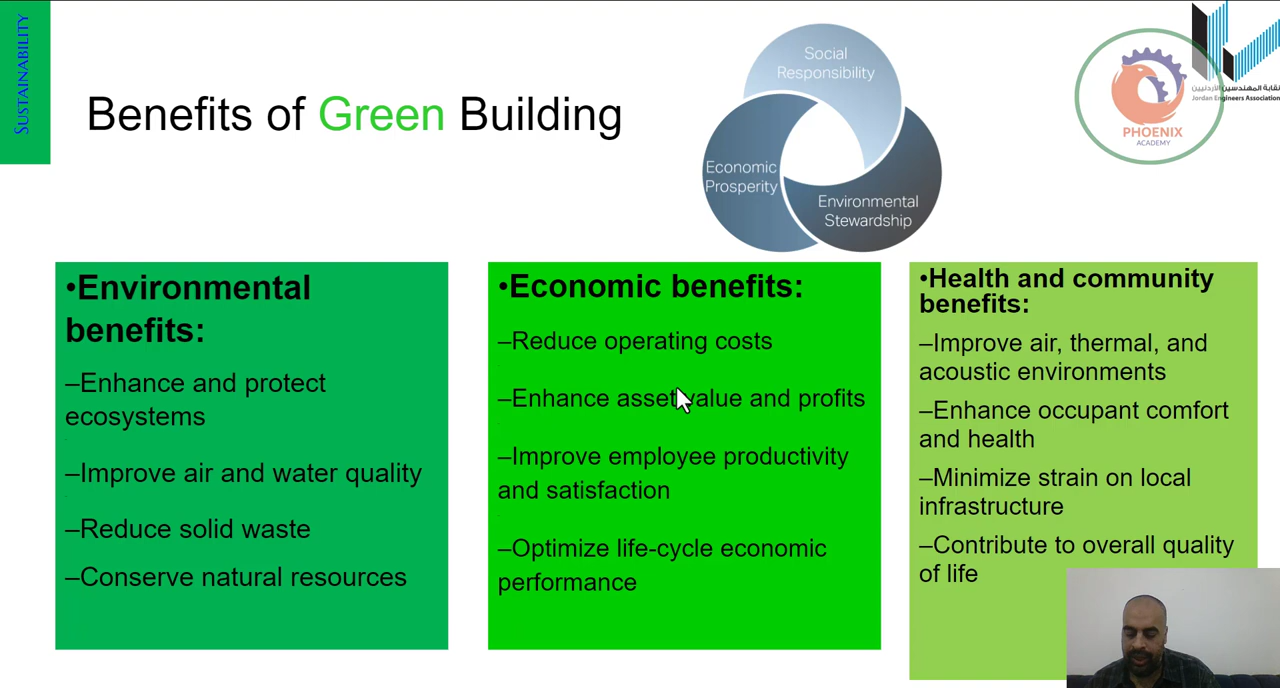 SUSTAINABILITY
Benefits of Green Building
Social
Responsibility
Economic
Prosperity
Environmental
Stewardship
PHOENIX
ACADEMY
نقابة المهندسين الأردنيين
Jordan Engineers Association
•Environmental
benefits:
–Enhance and protect
ecosystems
–Improve air and water quality
–Reduce solid waste
–Conserve natural resources
•Economic benefits:
–Reduce operating costs
–Enhance asset value and profits
–Improve employee productivity
and satisfaction
–Optimize life-cycle economic
performance
•Health and community
benefits:
–Improve air, thermal, and
acoustic environments
–Enhance occupant comfort
and health
–Minimize strain on local
infrastructure
–Contribute to overall quality
of life